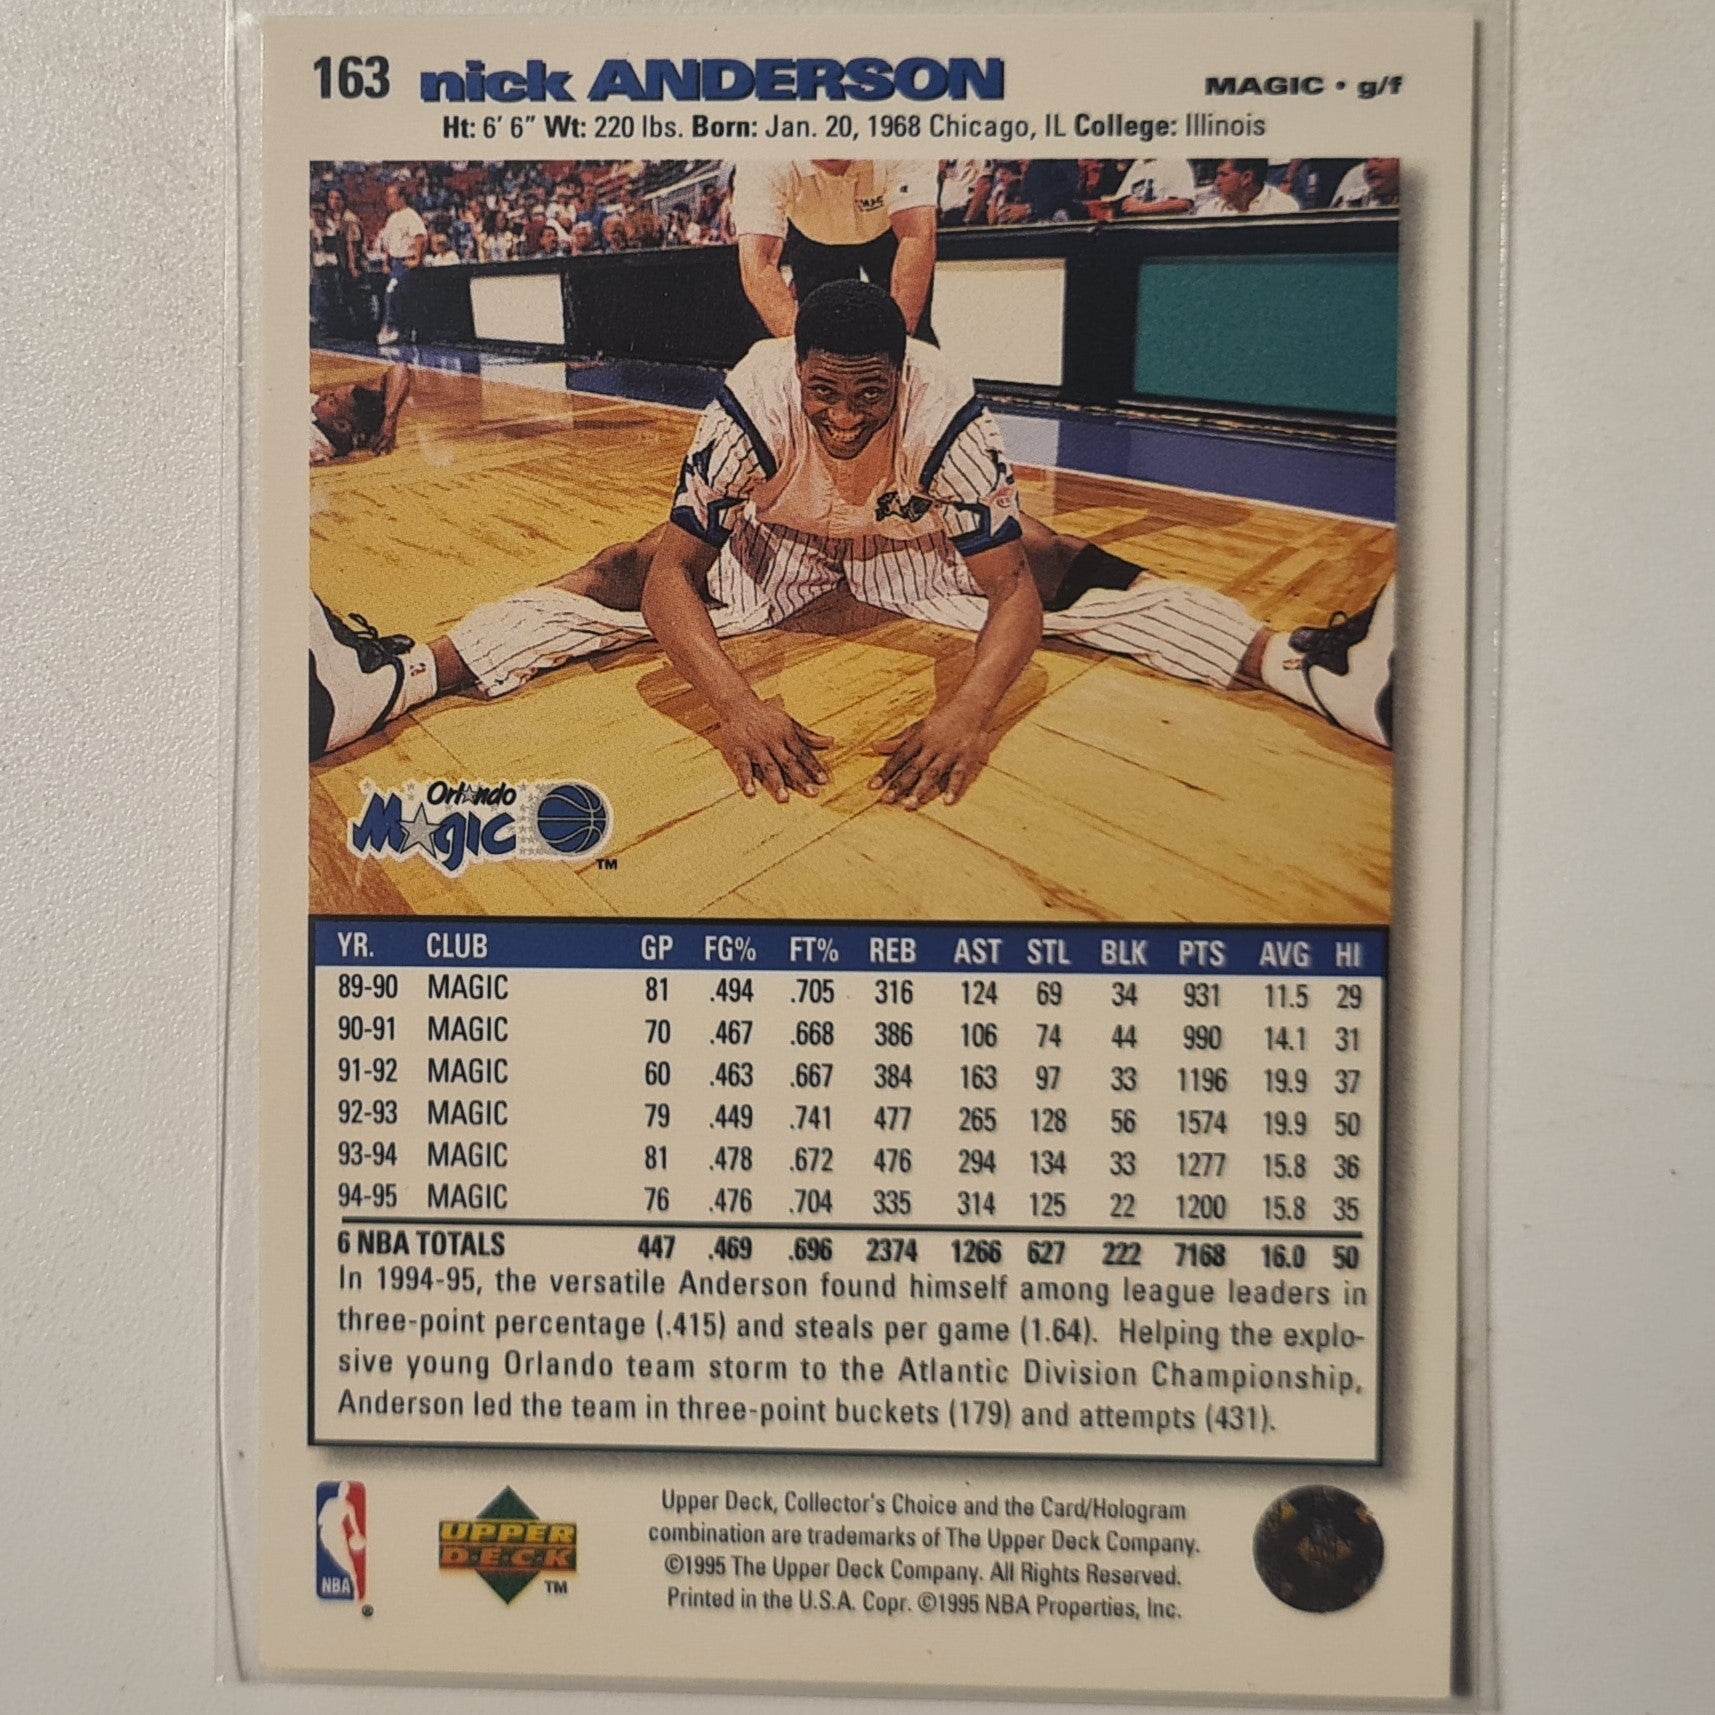 163 nick ANDERSON MAGIC • g/f
Ht: 6' 6" Wt: 220 lbs. Born: Jan. 20, 1968 Chicago, IL College: Illinois
Orlando
Magic
TM
YR. CLUB GP FG% FT% REB AST STL BLK PTS AVG HI
89-90 MAGIC 81 .494 .705 316 124 69 34 931 11.5 29
90-91 MAGIC 70 .467 .668 386 106 74 44 990 14.1 31
91-92 MAGIC 60 .463 .667 384 163 97 33 1196 19.9 37
92-93 MAGIC 79 .449 .741 477 265 128 56 1574 19.9 50
93-94 MAGIC 81 .478 .672 476 294 134 33 1277 15.8 36
94-95 MAGIC 76 .476 .704 335 314 125 22 1200 15.8 35
6 NBA TOTALS 447 .469 .696 2374 1266 627 222 7168 16.0 50
In 1994-95, the versatile Anderson found himself among league leaders in
three-point percentage (.415) and steals per game (1.64). Helping the explo-
sive young Orlando team storm to the Atlantic Division Championship,
Anderson led the team in three-point buckets (179) and attempts (431).
NBA
®
UPPER
D·E·C·K
TM
Upper Deck, Collector's Choice and the Card/Hologram
combination are trademarks of The Upper Deck Company.
©1995 The Upper Deck Company. All Rights Reserved.
Printed in the U.S.A. Copr. ©1995 NBA Properties, Inc.